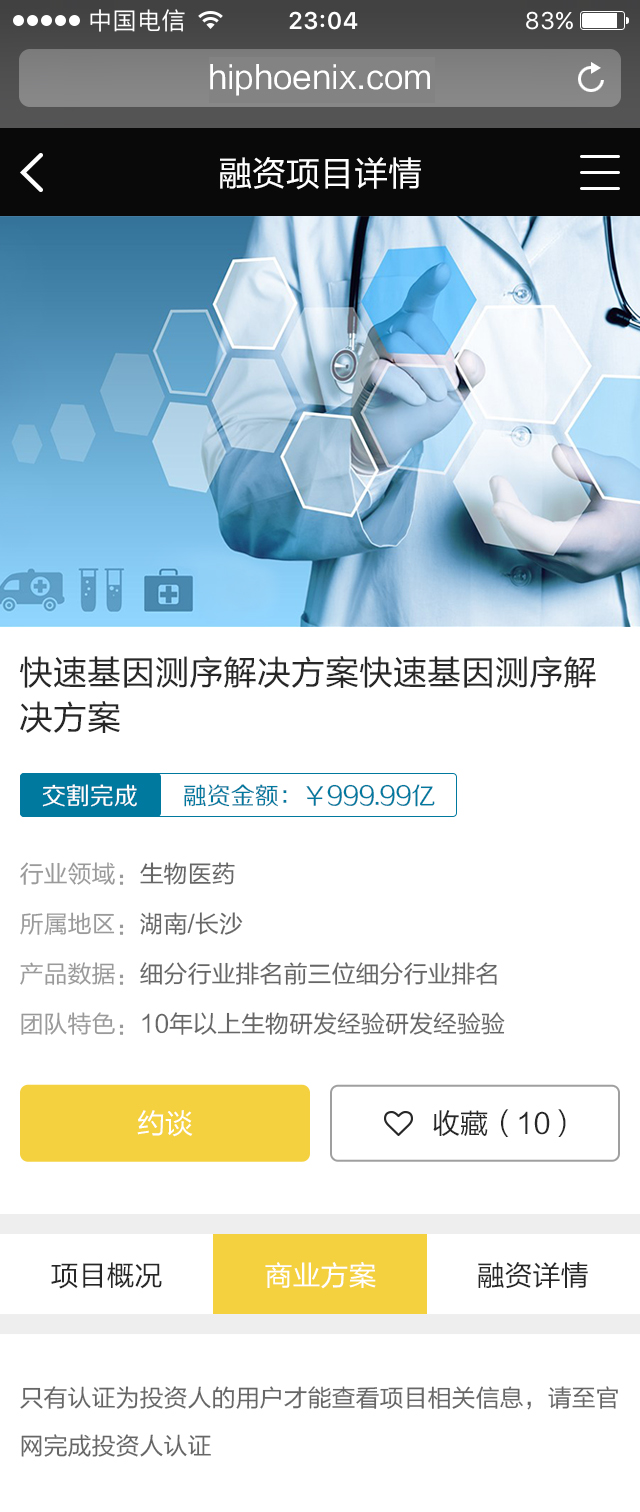 中国电信 23:04 83%
hiphoenix.com
融资项目详情
快速基因测序解决方案快速基因测序解
决方案
交割完成 融资金额：￥999.99亿
行业领域：生物医药
所属地区：湖南/长沙
产品数据：细分行业排名前三位细分行业排名
团队特色：10年以上生物研发经验研发经验验
约谈 收藏（10）
项目概况 商业方案 融资详情
只有认证为投资人的用户才能查看项目相关信息，请至官
网完成投资人认证